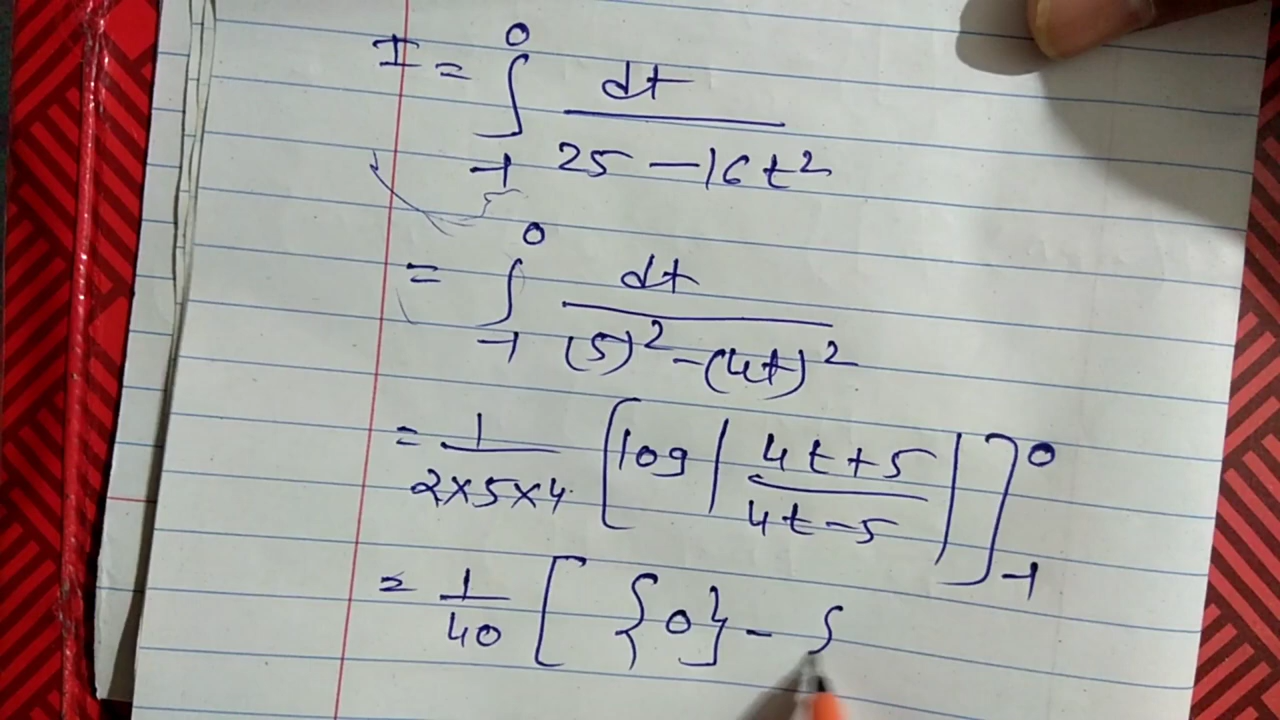 I = ∫_{-1}^{0} dt / (25 - 16t²)
= ∫_{-1}^{0} dt / ((5)² - (4t)²)
= 1 / (2×5×4) [log | (4t+5) / (4t-5) |]_{-1}^{0}
= 1/40 [ {0} - {